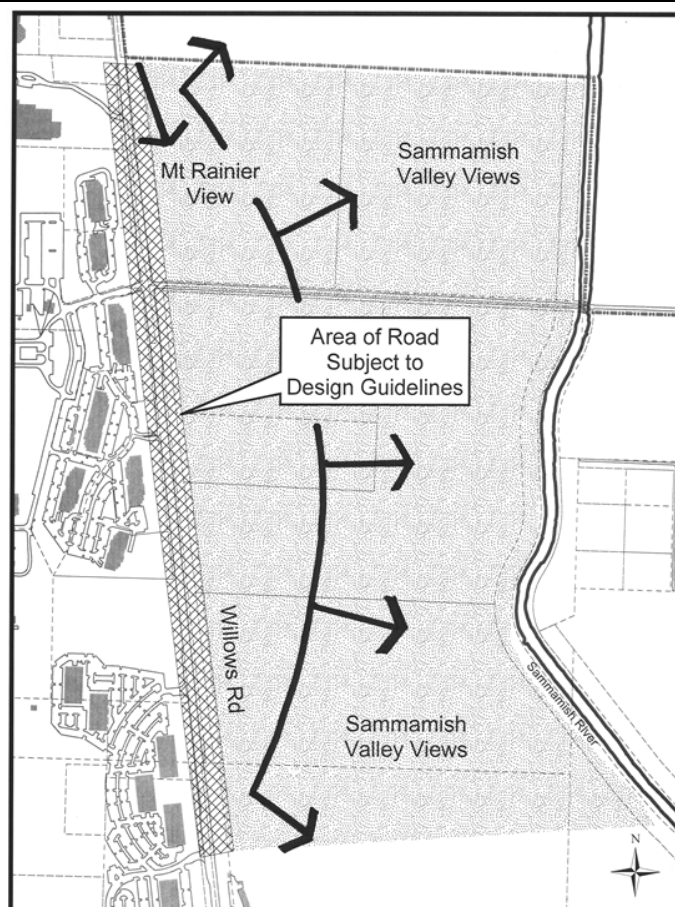 Mt Rainier
View
Sammamish
Valley Views
Area of Road
Subject to
Design Guidelines
Willows Rd
Sammamish River
Sammamish
Valley Views
N